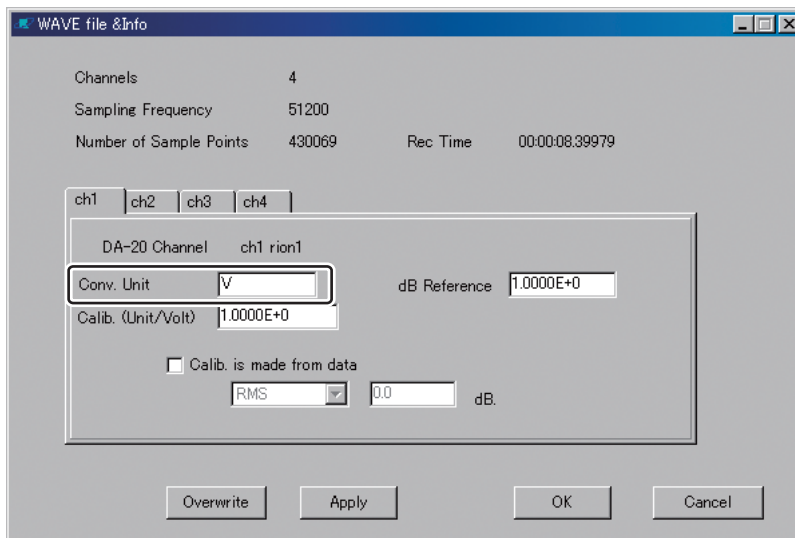 WAVE file &Info
Channels 4
Sampling Frequency 51200
Number of Sample Points 430069 Rec Time 00:00:08.39979
ch1 ch2 ch3 ch4
DA-20 Channel ch1 rion1
Conv. Unit V dB Reference 1.0000E+0
Calib. (Unit/Volt) 1.0000E+0
Calib. is made from data
RMS 0.0 dB.
Overwrite Apply OK Cancel